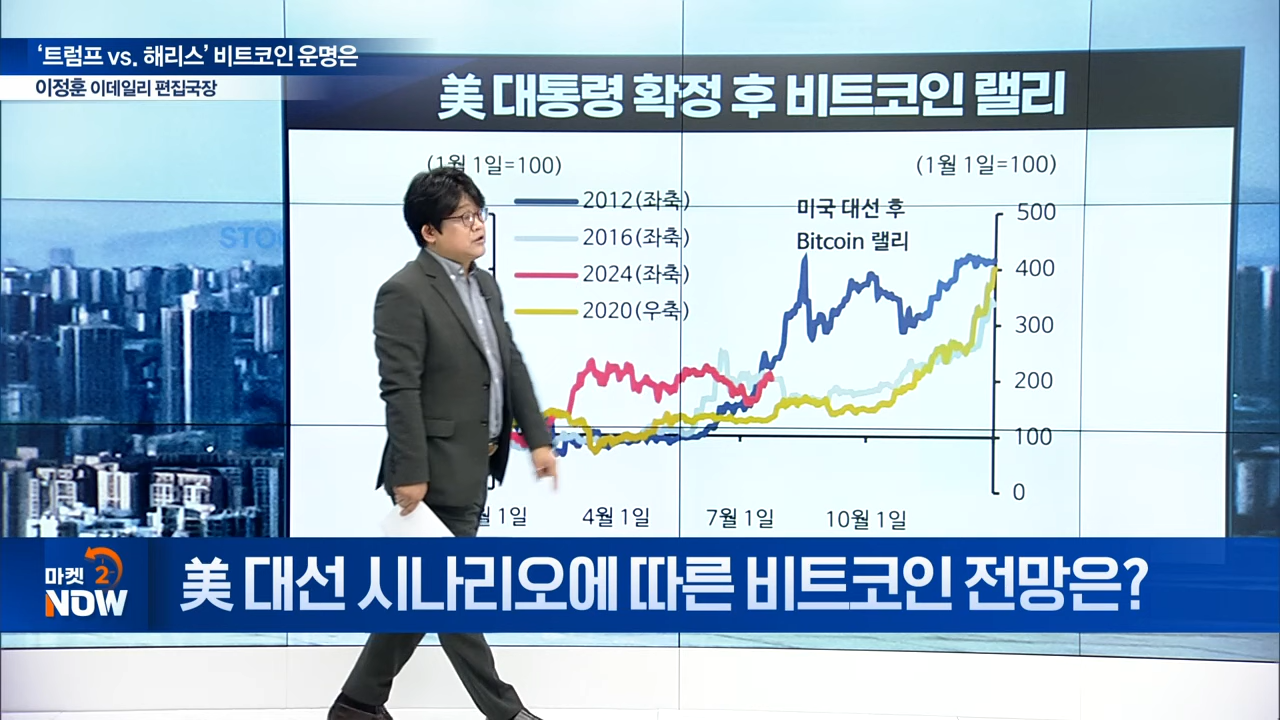 ‘트럼프 vs. 해리스’ 비트코인 운명은
이정훈 이데일리 편집국장
美 대통령 확정 후 비트코인 랠리
(1월 1일=100)
(1월 1일=100)
2012(좌축)
2016(좌축)
2024(좌축)
2020(우축)
미국 대선 후
Bitcoin 랠리
500
400
300
200
100
0
월 1일
4월 1일
7월 1일
10월 1일
STO
마켓 2
NOW
美 대선 시나리오에 따른 비트코인 전망은?